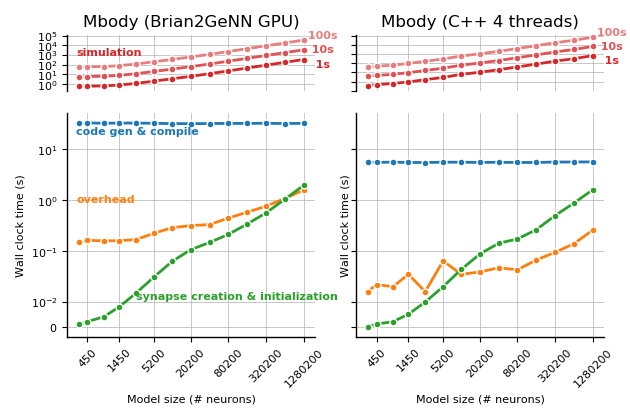 Mbody (Brian2GeNN GPU)
Mbody (C++ 4 threads)
10⁵
10⁴
10³
10²
10¹
10⁰
simulation
100s
10s
1s
100s
10s
1s
Wall clock time (s)
10¹
10⁰
10⁻¹
10⁻²
0
code gen & compile
overhead
synapse creation & initialization
Wall clock time (s)
450
1450
5200
20200
80200
320200
1280200
450
1450
5200
20200
80200
320200
1280200
Model size (# neurons)
Model size (# neurons)